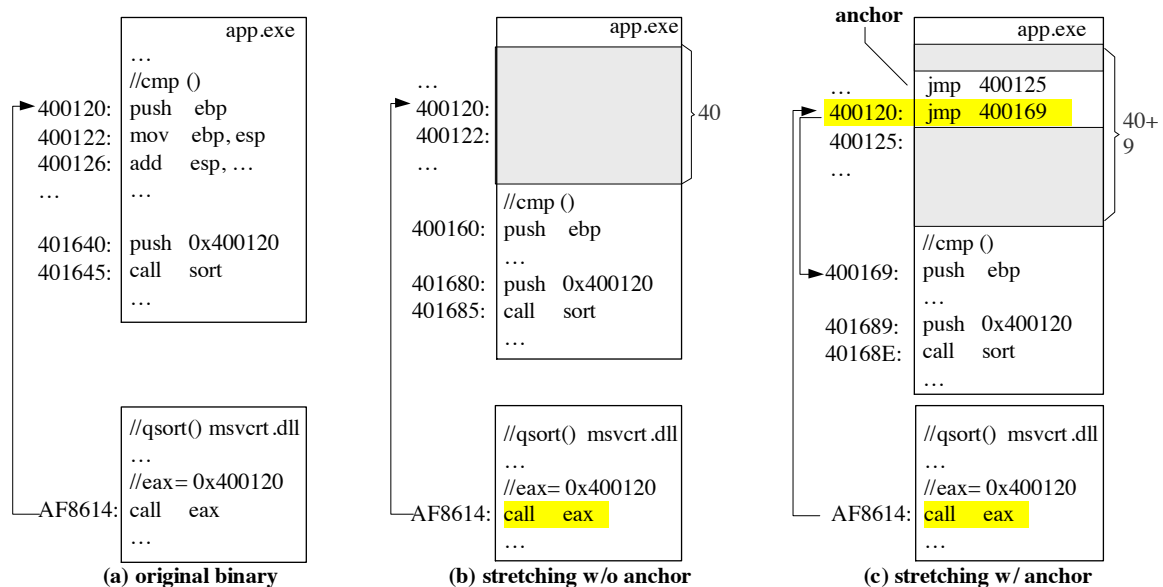 app.exe
…
//cmp ()
400120: push ebp
400122: mov ebp, esp
400126: add esp, …
… …
401640: push 0x400120
401645: call sort
…
//qsort() msvcrt.dll
…
//eax= 0x400120
AF8614: call eax
…
(a) original binary
app.exe
…
400120:
400122:
…
40
//cmp ()
400160: push ebp
…
401680: push 0x400120
401685: call sort
…
//qsort() msvcrt.dll
…
//eax= 0x400120
AF8614: call eax
…
(b) stretching w/o anchor
anchor
app.exe
… jmp 400125
400120: jmp 400169
400125:
…
40+
9
//cmp ()
400169: push ebp
…
401689: push 0x400120
40168E: call sort
…
//qsort() msvcrt.dll
…
//eax= 0x400120
AF8614: call eax
…
(c) stretching w/ anchor